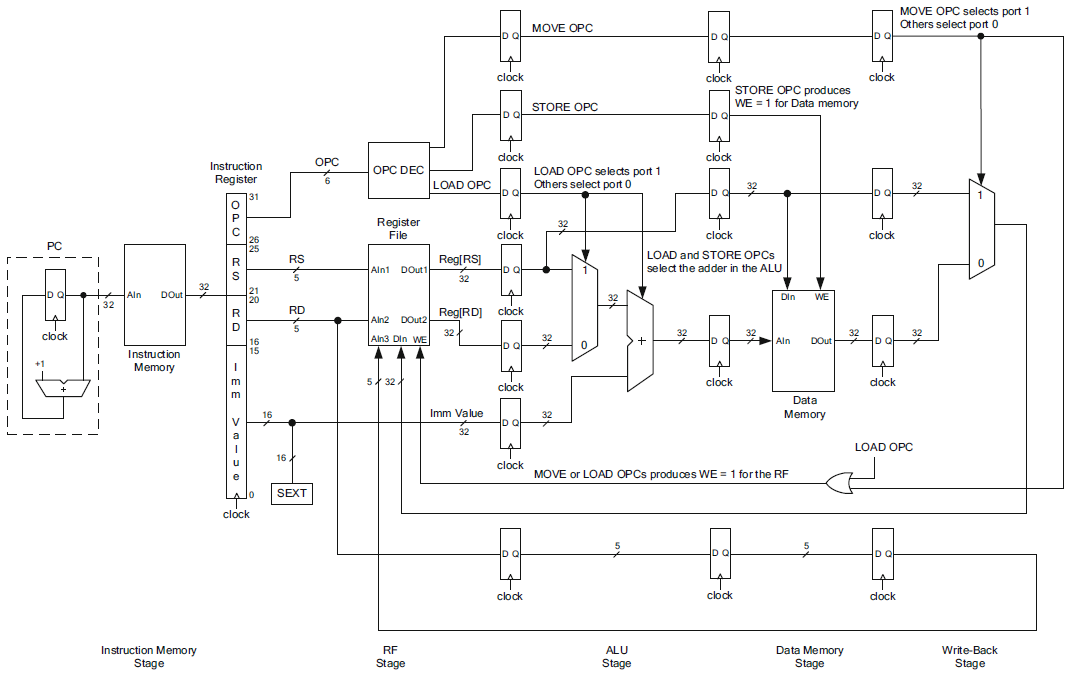 MOVE OPC selects port 1
Others select port 0
D Q
MOVE OPC
D Q
D Q
clock
clock
clock
STORE OPC produces
WE = 1 for Data memory
D Q
STORE OPC
D Q
clock
clock
Instruction
Register
OPC
6
OPC DEC
LOAD OPC
LOAD OPC selects port 1
Others select port 0
D Q
clock
32
D Q
32
clock
D Q
32
clock
1
0
31
O
P
C
26
25
R
S
21
20
R
D
16
15
I
m
m
V
a
l
u
e
0
clock
PC
D Q
clock
+1
+
32
AIn
DOut
Instruction
Memory
32
RS
5
RD
5
Register
File
AIn1
DOut1
AIn2
DOut2
AIn3
DIn
WE
5
32
Reg[RS]
32
Reg[RD]
32
D Q
clock
D Q
32
clock
1
0
32
+
LOAD and STORE OPCs
select the adder in the ALU
32
D Q
32
clock
DIn
WE
AIn
DOut
Data
Memory
32
D Q
32
clock
16
16
SEXT
Imm Value
32
D Q
32
clock
MOVE or LOAD OPCs produces WE = 1 for the RF
LOAD OPC
D Q
5
D Q
5
D Q
clock
clock
clock
Instruction Memory
Stage
RF
Stage
ALU
Stage
Data Memory
Stage
Write-Back
Stage